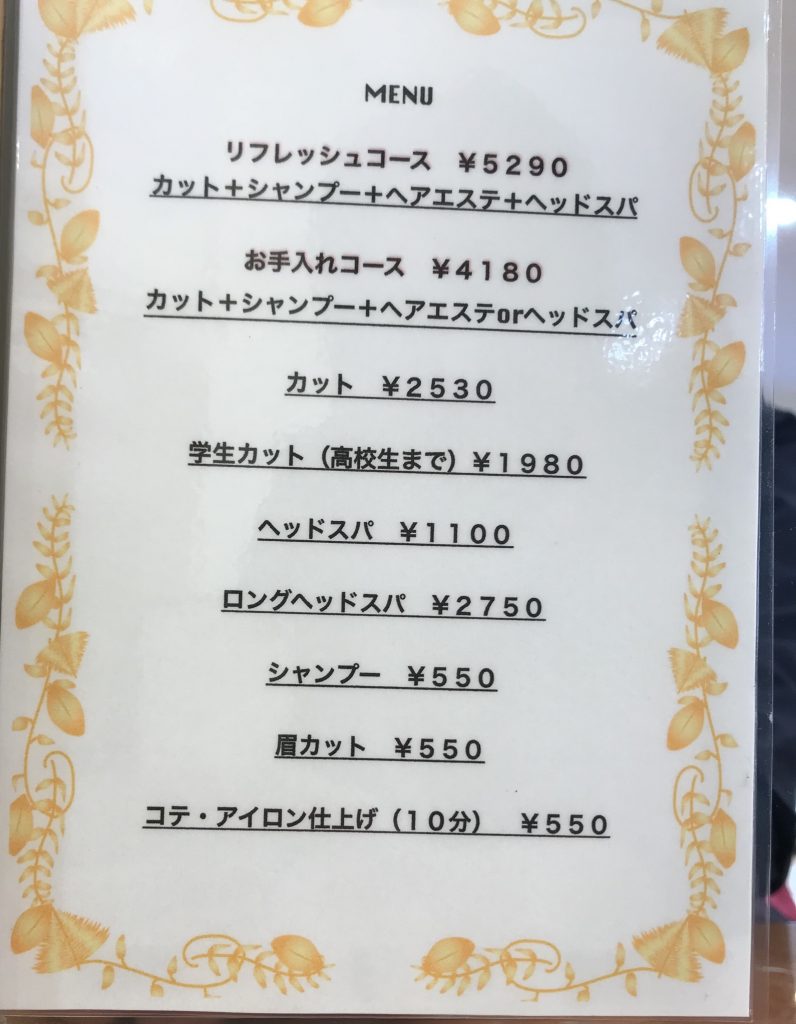 MENU
リフレッシュコース　￥５２９０
カット＋シャンプー＋ヘアエステ＋ヘッドスパ
お手入れコース　￥４１８０
カット＋シャンプー＋ヘアエステorヘッドスパ
カット　￥２５３０
学生カット（高校生まで）￥１９８０
ヘッドスパ　￥１１００
ロングヘッドスパ　￥２７５０
シャンプー　￥５５０
眉カット　￥５５０
コテ・アイロン仕上げ（１０分）　￥５５０